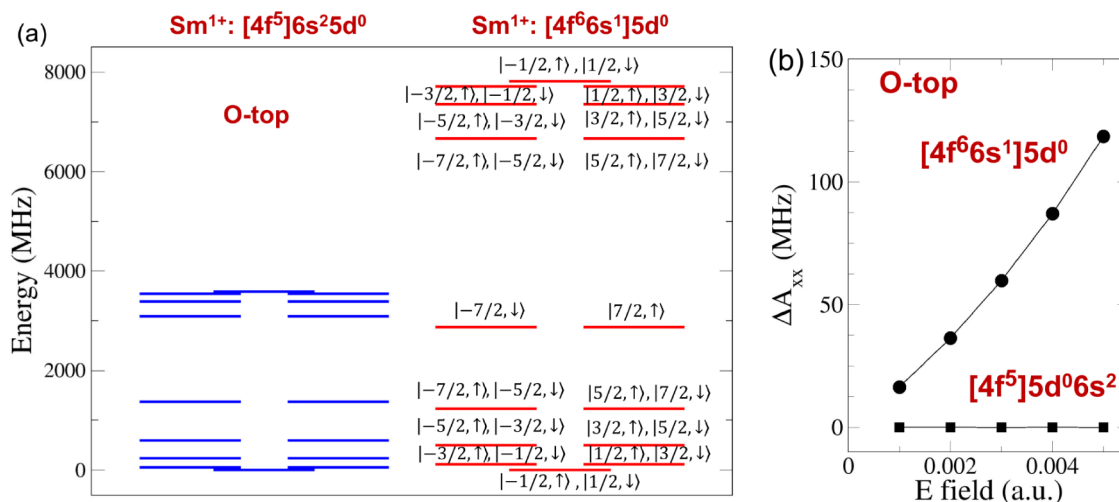 Sm¹⁺: [4f⁵]6s²5d⁰ Sm¹⁺: [4f⁶6s¹]5d⁰
(a)
O-top
Energy (MHz)
8000
6000
4000
2000
0
|−1/2,↑⟩,|1/2,↓⟩
|−3/2,↑⟩,|−1/2,↓⟩ |1/2,↑⟩,|3/2,↓⟩
|−5/2,↑⟩,|−3/2,↓⟩ |3/2,↑⟩,|5/2,↓⟩
|−7/2,↑⟩,|−5/2,↓⟩ |5/2,↑⟩,|7/2,↓⟩
|−7/2,↓⟩ |7/2,↑⟩
|−7/2,↑⟩,|−5/2,↓⟩ |5/2,↑⟩,|7/2,↓⟩
|−5/2,↑⟩,|−3/2,↓⟩ |3/2,↑⟩,|5/2,↓⟩
|−3/2,↑⟩,|−1/2,↓⟩ |1/2,↑⟩,|3/2,↓⟩
|−1/2,↑⟩,|1/2,↓⟩
(b)
O-top
[4f⁶6s¹]5d⁰
[4f⁵]5d⁰6s²
ΔAₓₓ (MHz)
150
100
50
0
0 0.002 0.004
E field (a.u.)